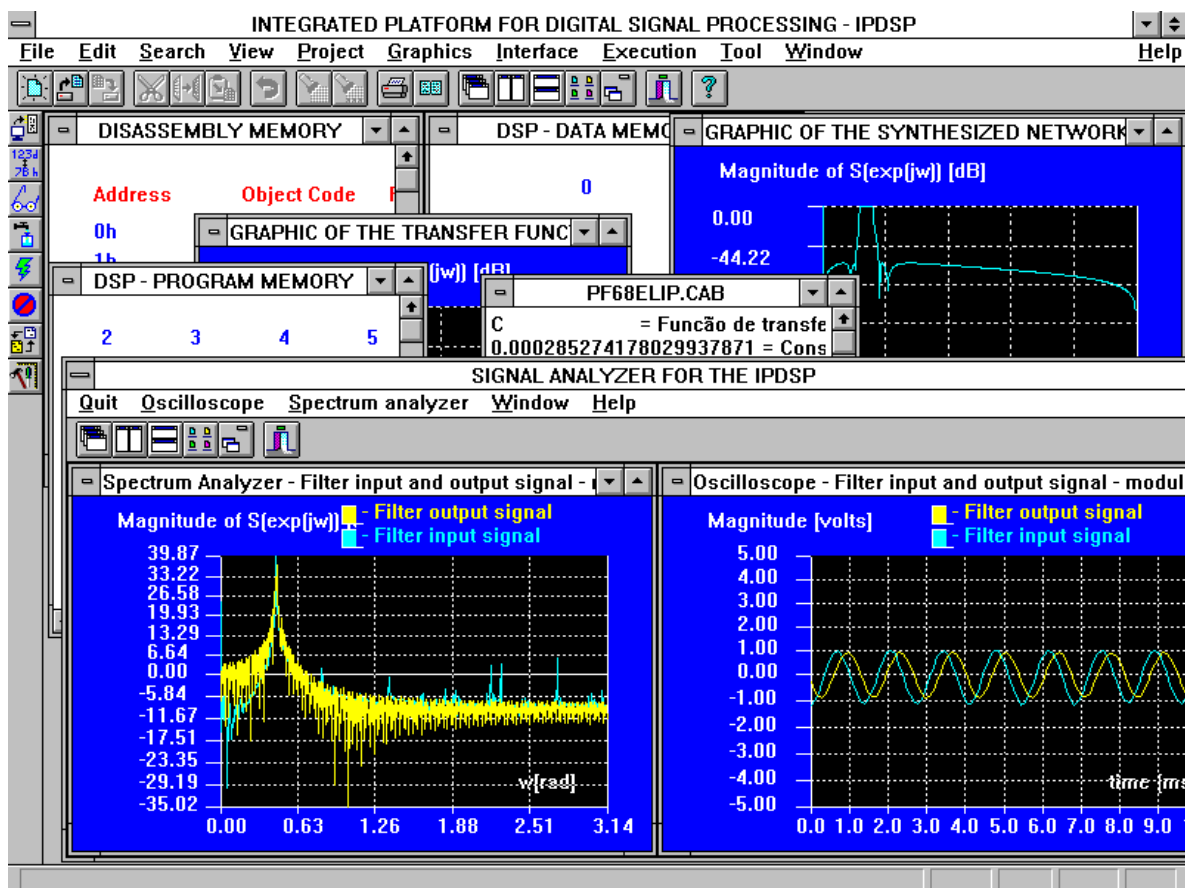 INTEGRATED PLATFORM FOR DIGITAL SIGNAL PROCESSING - IPDSP
File Edit Search View Project Graphics Interface Execution Tool Window Help
123d
7B h
DISASSEMBLY MEMORY
Address Object Code
0h
1h
DSP - DATA MEMO
0
GRAPHIC OF THE SYNTHESIZED NETWORK
Magnitude of S(exp(jw)) [dB]
0.00
-44.22
GRAPHIC OF THE TRANSFER FUNC
(jw)) [dB]
DSP - PROGRAM MEMORY
2 3 4 5
PF68ELIP.CAB
C = Funcão de transfe
0.000285274178029937871 = Cons
SIGNAL ANALYZER FOR THE IPDSP
Quit Oscilloscope Spectrum analyzer Window Help
Spectrum Analyzer - Filter input and output signal -
Magnitude of S(exp(jw))
- Filter output signal
- Filter input signal
39.87
33.22
26.58
19.93
13.29
6.64
0.00
-5.84
-11.67
-17.51
-23.35
-29.19
-35.02
w[rad]
0.00 0.63 1.26 1.88 2.51 3.14
Oscilloscope - Filter input and output signal - modul
Magnitude [volts]
- Filter output signal
- Filter input signal
5.00
4.00
3.00
2.00
1.00
0.00
-1.00
-2.00
-3.00
-4.00
-5.00
time [ms
0.0 1.0 2.0 3.0 4.0 5.0 6.0 7.0 8.0 9.0